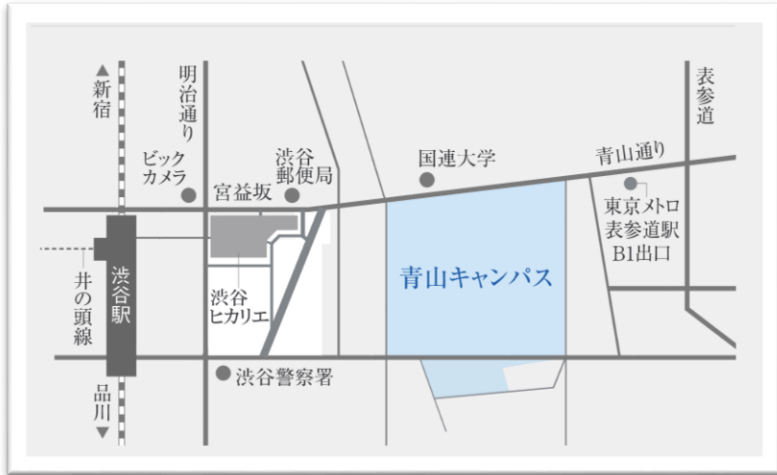 ▲新宿
明治通り
表参道
ビック
カメラ
宮益坂
渋谷
郵便局
国連大学
青山通り
東京メトロ
表参道駅
B1出口
井の頭線
渋谷駅
渋谷
ヒカリエ
青山キャンパス
渋谷警察署
品川▼